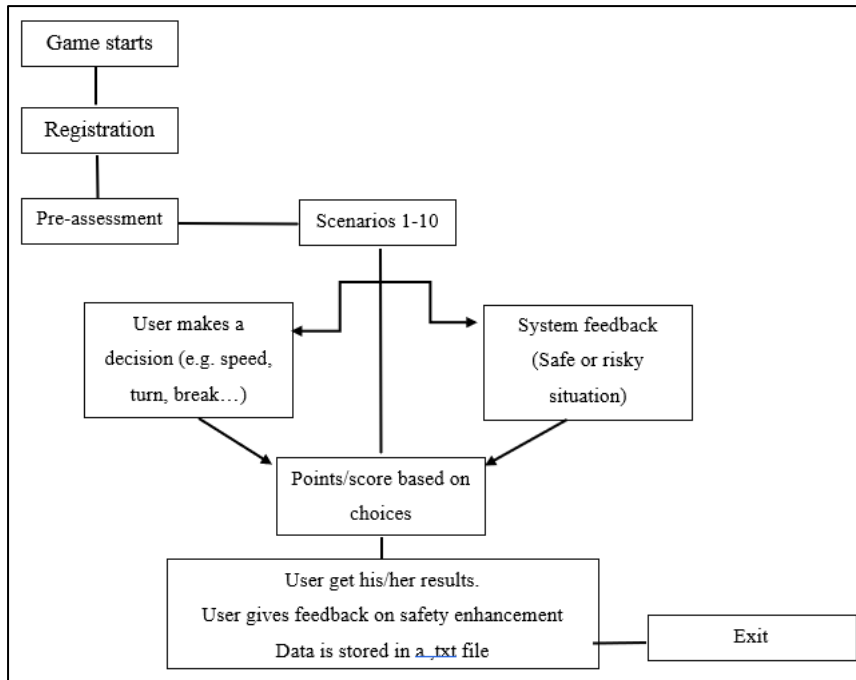 Game starts
Registration
Pre-assessment
Scenarios 1-10
User makes a
decision (e.g. speed,
turn, break…)
System feedback
(Safe or risky
situation)
Points/score based on
choices
User get his/her results.
User gives feedback on safety enhancement
Data is stored in a .txt file
Exit